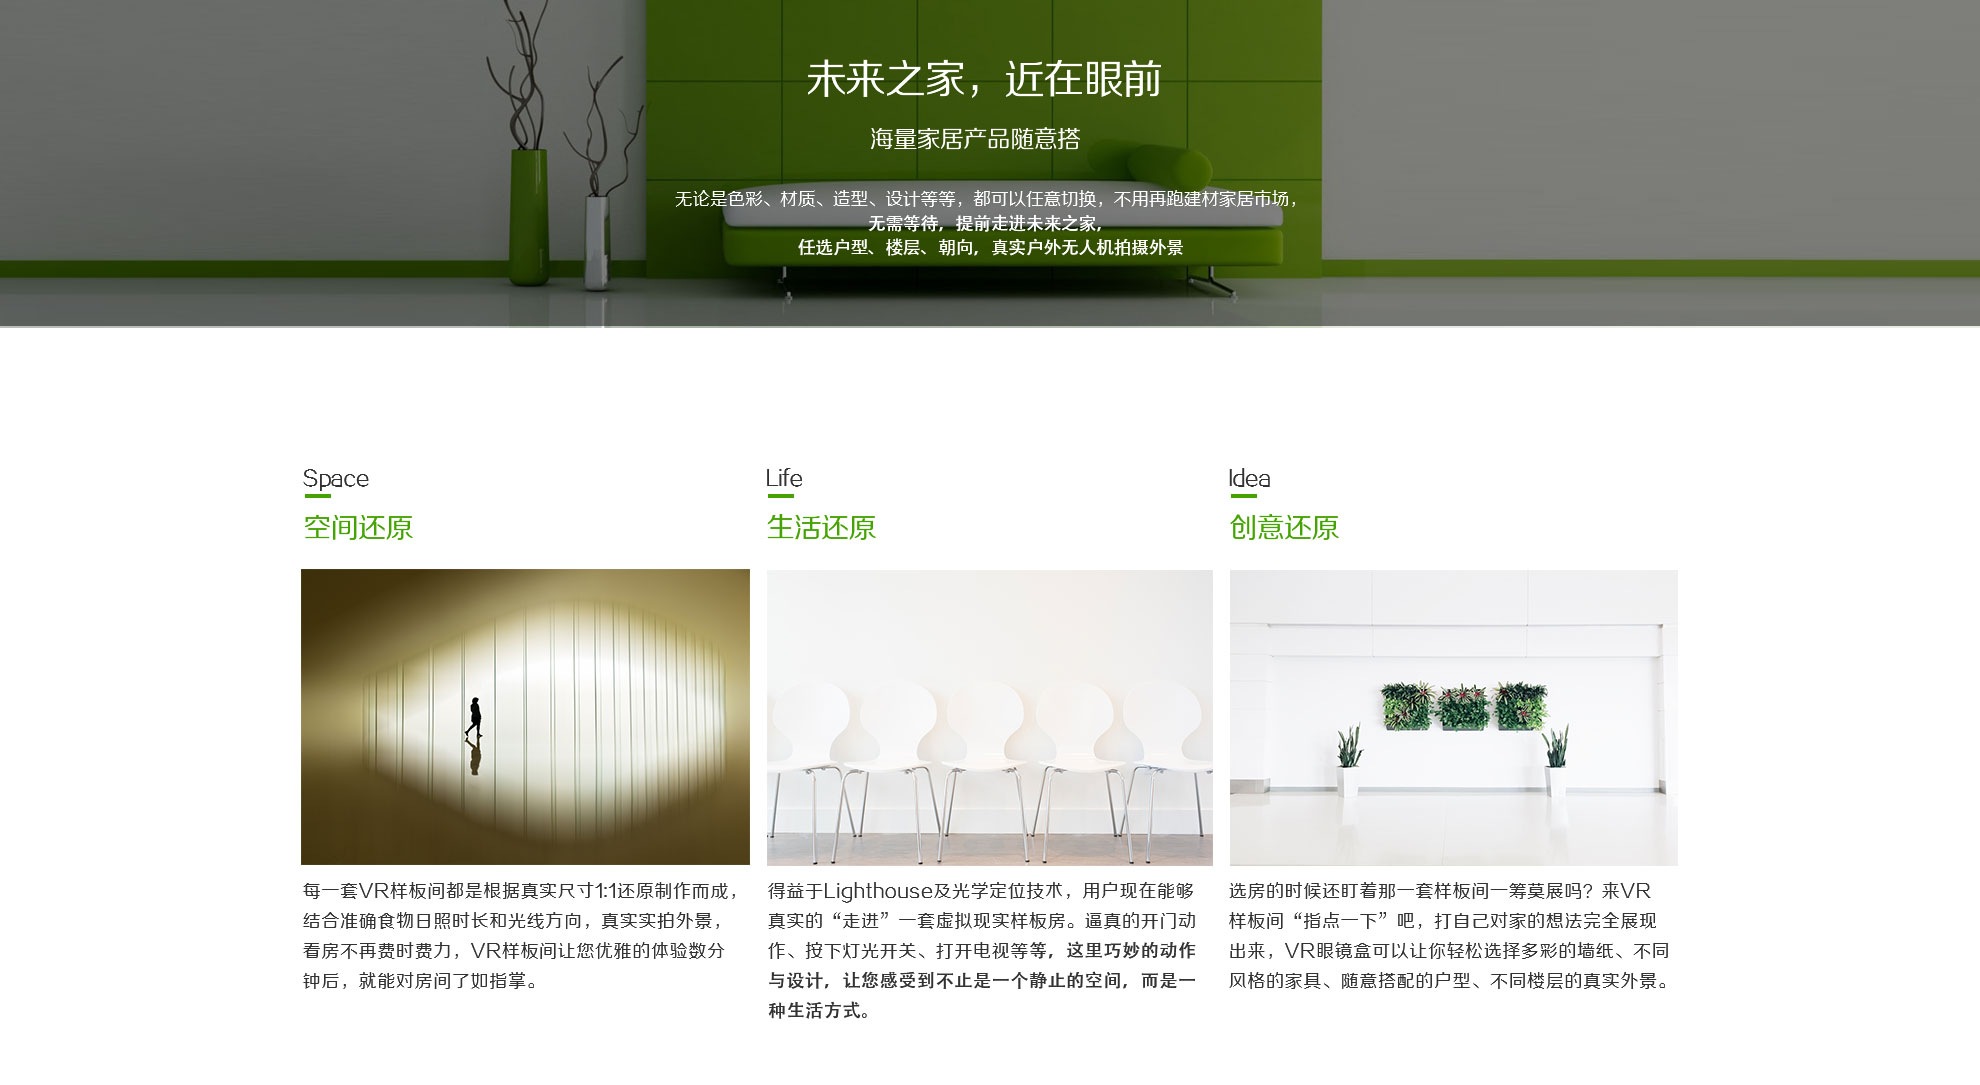 未来之家，近在眼前
海量家居产品随意搭
无论是色彩、材质、造型、设计等等，都可以任意切换，不用再跑建材家居市场，
无需等待，提前走进未来之家，
任选户型、楼层、朝向，真实户外无人机拍摄外景
Space
空间还原
每一套VR样板间都是根据真实尺寸1:1还原制作而成，
结合准确食物日照时长和光线方向，真实实拍外景，
看房不再费时费力，VR样板间让您优雅的体验数分
钟后，就能对房间了如指掌。
Life
生活还原
得益于Lighthouse及光学定位技术，用户现在能够
真实的“走进”一套虚拟现实样板房。逼真的开门动
作、按下灯光开关、打开电视等等，这里巧妙的动作
与设计，让您感受到不止是一个静止的空间，而是一
种生活方式。
Idea
创意还原
选房的时候还盯着那一套样板间一筹莫展吗？来VR
样板间“指点一下”吧，打自己对家的想法完全展现
出来，VR眼镜盒可以让你轻松选择多彩的墙纸、不同
风格的家具、随意搭配的户型、不同楼层的真实外景。